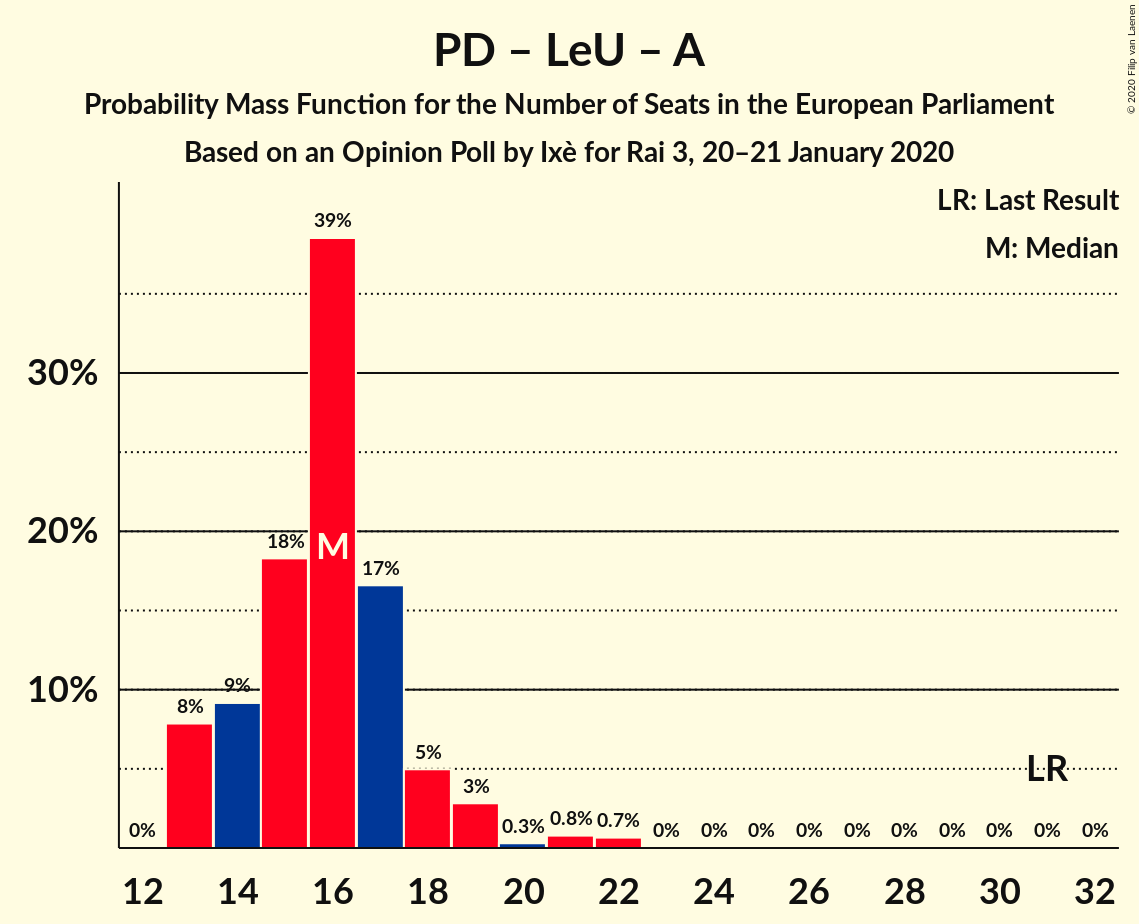 PD – LeU – A
Probability Mass Function for the Number of Seats in the European Parliament
Based on an Opinion Poll by Ixè for Rai 3, 20–21 January 2020
© 2020 Filip van Laenen
LR: Last Result
M: Median
39%
30%
20%
18%
M
17%
10%
9%
8%
5%
LR
3%
0% 0.3% 0.8% 0.7% 0% 0% 0% 0% 0% 0% 0% 0% 0% 0%
12 14 16 18 20 22 24 26 28 30 32